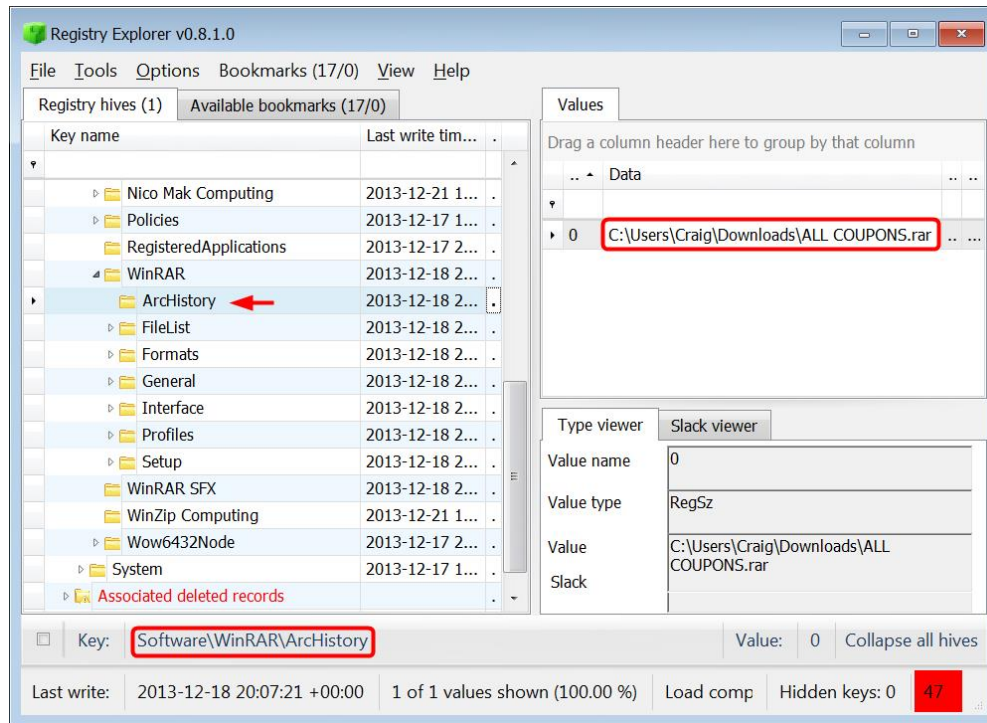 Registry Explorer v0.8.1.0
File Tools Options Bookmarks (17/0) View Help
Registry hives (1) Available bookmarks (17/0)
Key name Last write tim... .
Nico Mak Computing 2013-12-21 1... .
Policies 2013-12-17 1... .
RegisteredApplications 2013-12-17 2... .
WinRAR 2013-12-18 2... .
ArcHistory 2013-12-18 2... .
FileList 2013-12-18 2... .
Formats 2013-12-18 2... .
General 2013-12-18 2... .
Interface 2013-12-18 2... .
Profiles 2013-12-18 2... .
Setup 2013-12-18 2... .
WinRAR SFX 2013-12-18 2... .
WinZip Computing 2013-12-21 1... .
Wow6432Node 2013-12-17 2... .
System 2013-12-17 1... .
Associated deleted records .
Values
Drag a column header here to group by that column
.. Data .. ..
0 C:\Users\Craig\Downloads\ALL COUPONS.rar .. ...
Type viewer Slack viewer
Value name 0
Value type RegSz
Value C:\Users\Craig\Downloads\ALL
COUPONS.rar
Slack
Key: Software\WinRAR\ArcHistory Value: 0 Collapse all hives
Last write: 2013-12-18 20:07:21 +00:00 1 of 1 values shown (100.00 %) Load comp Hidden keys: 0 47